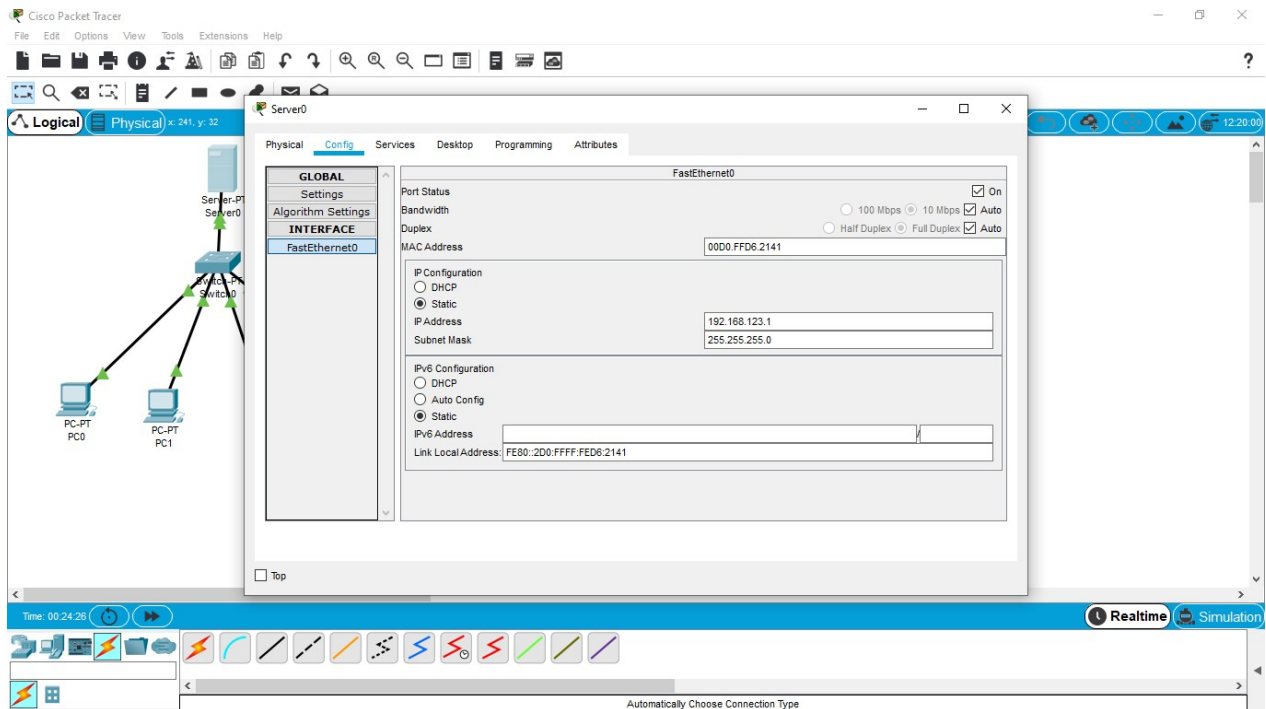 Cisco Packet Tracer
File Edit Options View Tools Extensions Help
?
Logical Physical x: 241, y: 32
12:20:00
Server0
Physical Config Services Desktop Programming Attributes
GLOBAL
Settings
Algorithm Settings
INTERFACE
FastEthernet0
FastEthernet0
Port Status On
Bandwidth 100 Mbps 10 Mbps Auto
Duplex Half Duplex Full Duplex Auto
MAC Address 00D0.FFD6.2141
IP Configuration
DHCP
Static
IP Address 192.168.123.1
Subnet Mask 255.255.255.0
IPv6 Configuration
DHCP
Auto Config
Static
IPv6 Address /
Link Local Address: FE80::2D0:FFFF:FED6:2141
Top
Server-PT
Server0
Switch-PT
Switch0
PC-PT
PC0
PC-PT
PC1
Time: 00:24:26
Realtime Simulation
Automatically Choose Connection Type